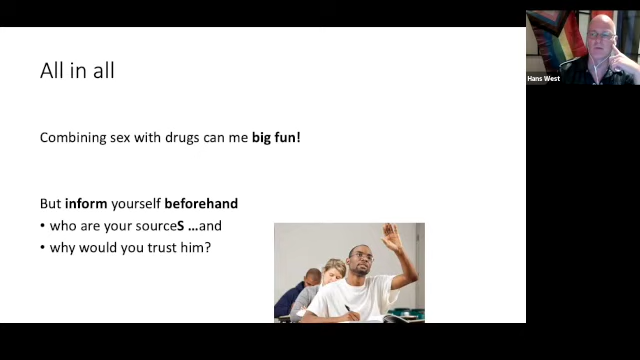 All in all
Combining sex with drugs can me big fun!
But inform yourself beforehand
• who are your sourceS ...and
• why would you trust him?
Hans West